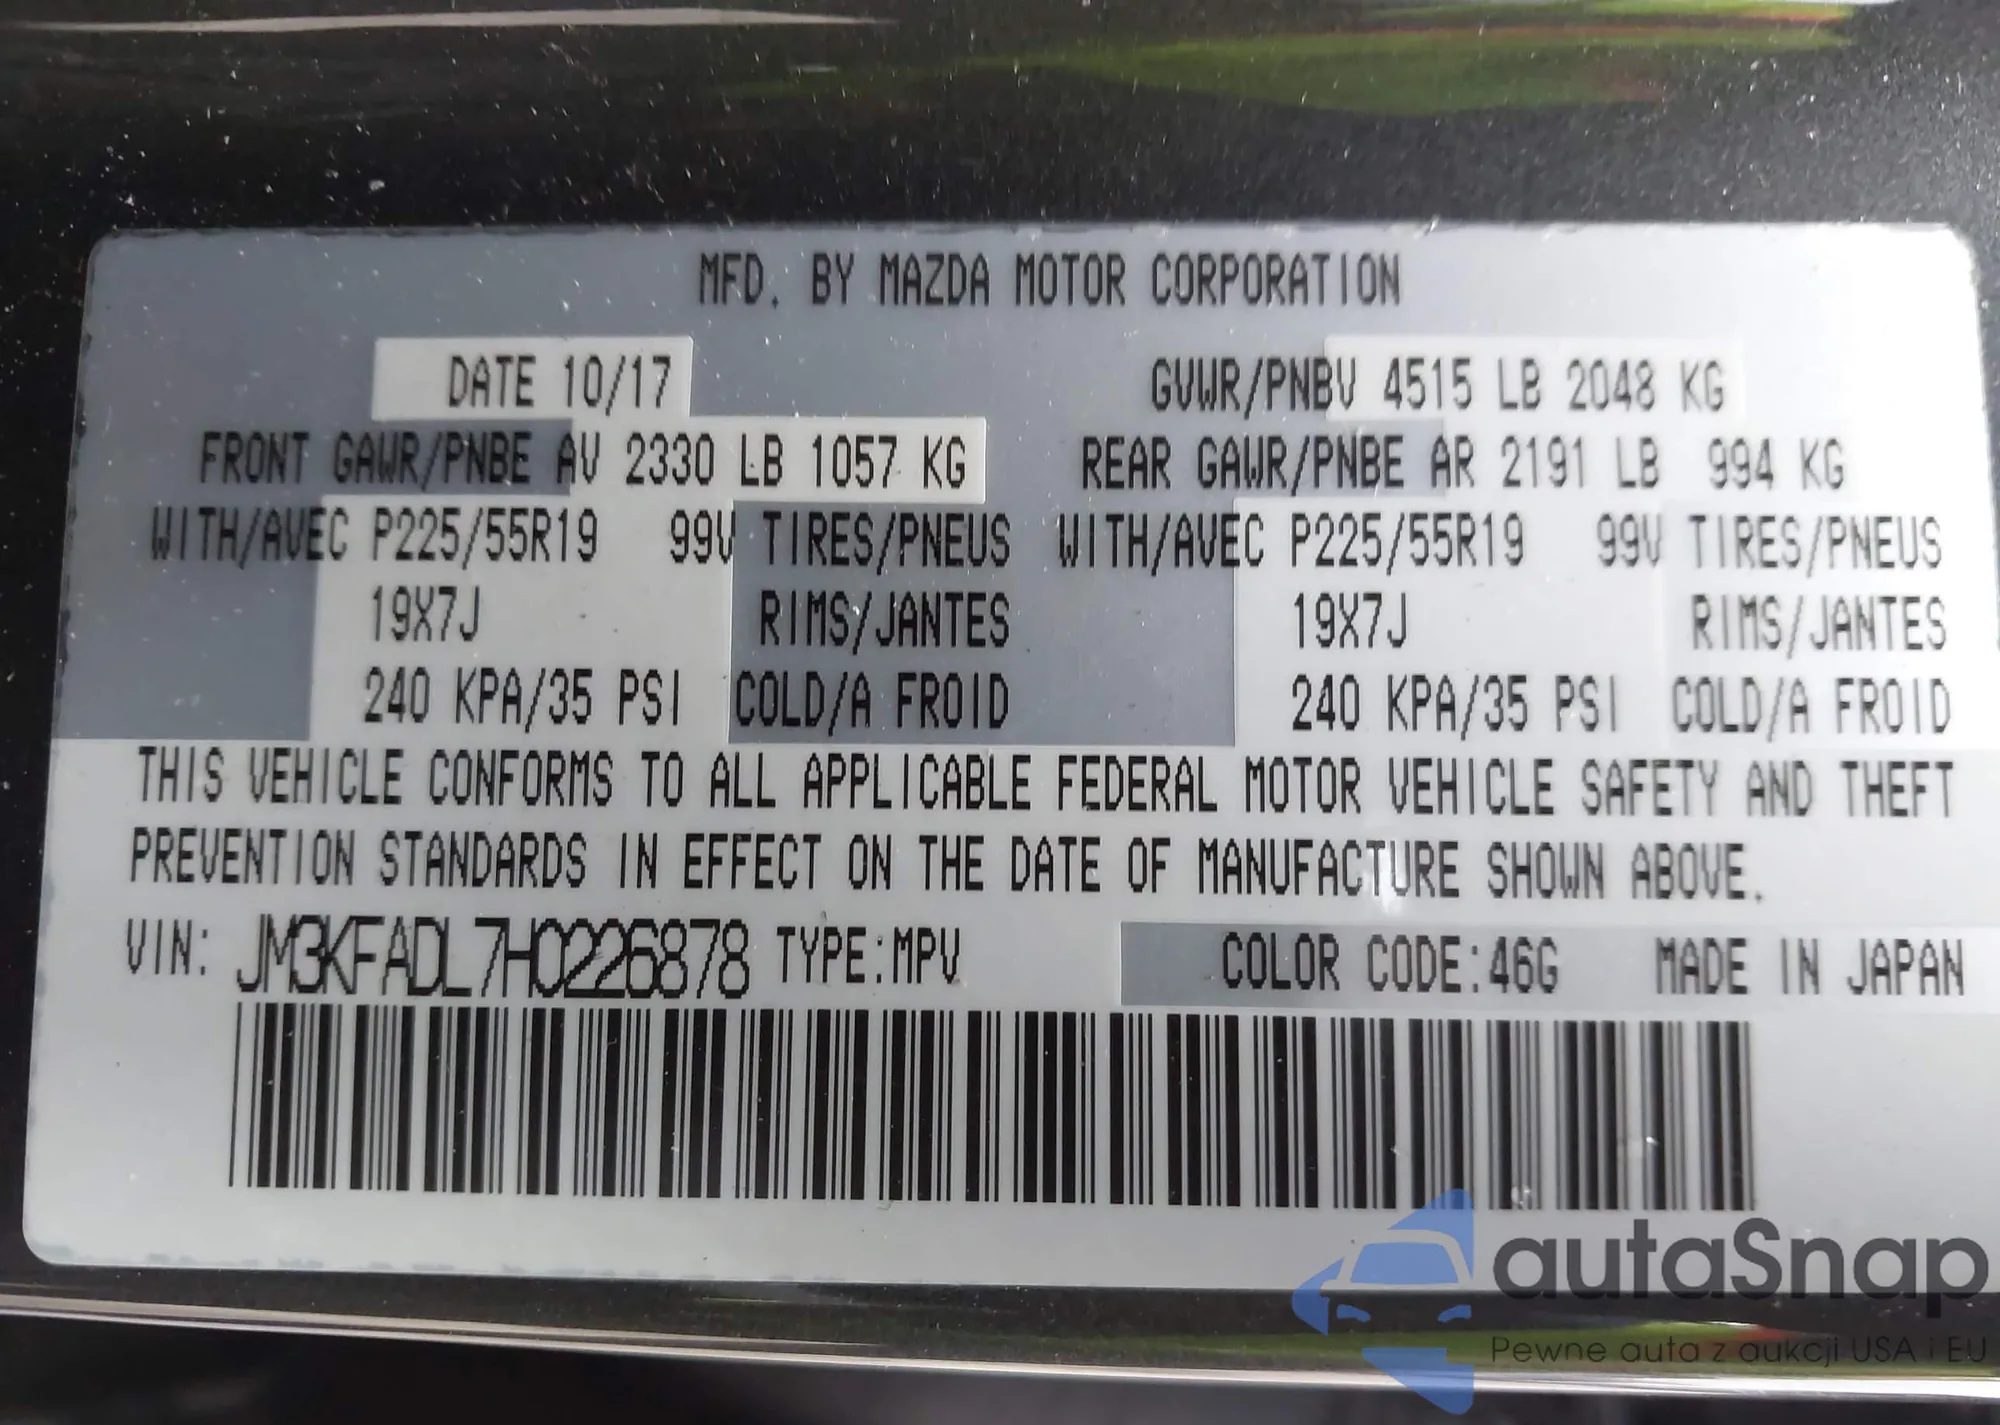 MFD. BY MAZDA MOTOR CORPORATION
DATE 10/17 GVWR/PNBV 4515 LB 2048 KG
FRONT GAWR/PNBE AV 2330 LB 1057 KG REAR GAWR/PNBE AR 2191 LB 994 KG
WITH/AVEC P225/55R19 99V TIRES/PNEUS WITH/AVEC P225/55R19 99V TIRES/PNEUS
19X7J RIMS/JANTES 19X7J RIMS/JANTES
240 KPA/35 PSI COLD/A FROID 240 KPA/35 PSI COLD/A FROID
THIS VEHICLE CONFORMS TO ALL APPLICABLE FEDERAL MOTOR VEHICLE SAFETY AND THEFT
PREVENTION STANDARDS IN EFFECT ON THE DATE OF MANUFACTURE SHOWN ABOVE.
VIN: JM3KFADL7H0226878 TYPE:MPV COLOR CODE:46G MADE IN JAPAN
autaSnap
Pewne auta z aukcji USA i EU